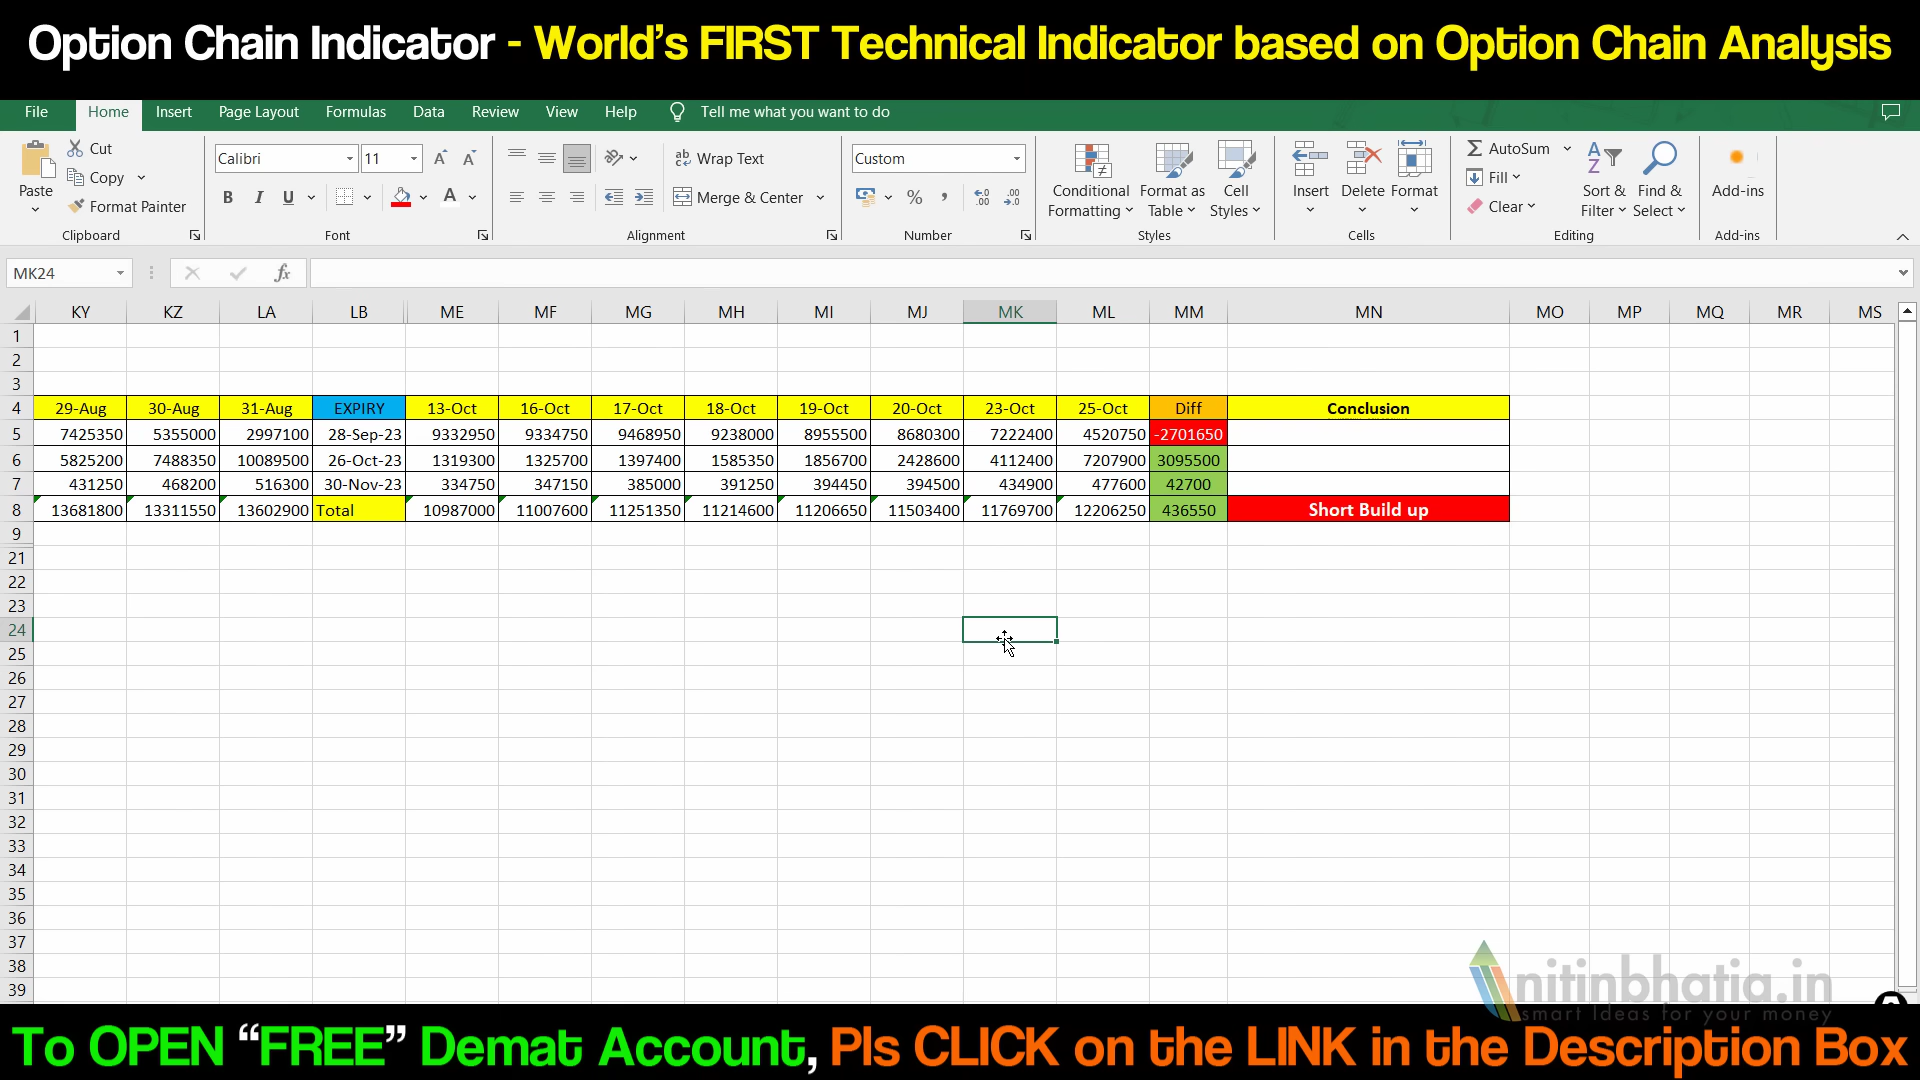 Option Chain Indicator - World's FIRST Technical Indicator based on Option Chain Analysis
File Home Insert Page Layout Formulas Data Review View Help Tell me what you want to do
Paste Cut Copy Format Painter Clipboard
Calibri 11 B I U A Font
Wrap Text Merge & Center Alignment
Custom % , Number
Conditional Formatting Format as Table Cell Styles Styles
Insert Delete Format Cells
AutoSum Fill Clear Sort & Filter Find & Select Editing
Add-ins Add-ins
MK24 fx
KY KZ LA LB ME MF MG MH MI MJ MK ML MM MN MO MP MQ MR MS
1
2
3
4 29-Aug 30-Aug 31-Aug EXPIRY 13-Oct 16-Oct 17-Oct 18-Oct 19-Oct 20-Oct 23-Oct 25-Oct Diff Conclusion
5 7425350 5355000 2997100 28-Sep-23 9332950 9334750 9468950 9238000 8955500 8680300 7222400 4520750 -2701650
6 5825200 7488350 10089500 26-Oct-23 1319300 1325700 1397400 1585350 1856700 2428600 4112400 7207900 3095500
7 431250 468200 516300 30-Nov-23 334750 347150 385000 391250 394450 394500 434900 477600 42700
8 13681800 13311550 13602900 Total 10987000 11007600 11251350 11214600 11206650 11503400 11769700 12206250 436550 Short Build up
9
21
22
23
24
25
26
27
28
29
30
31
32
33
34
35
36
37
38
39
nitinbhatia.in
smart Ideas for your money
To OPEN “FREE” Demat Account, Pls CLICK on the LINK in the Description Box